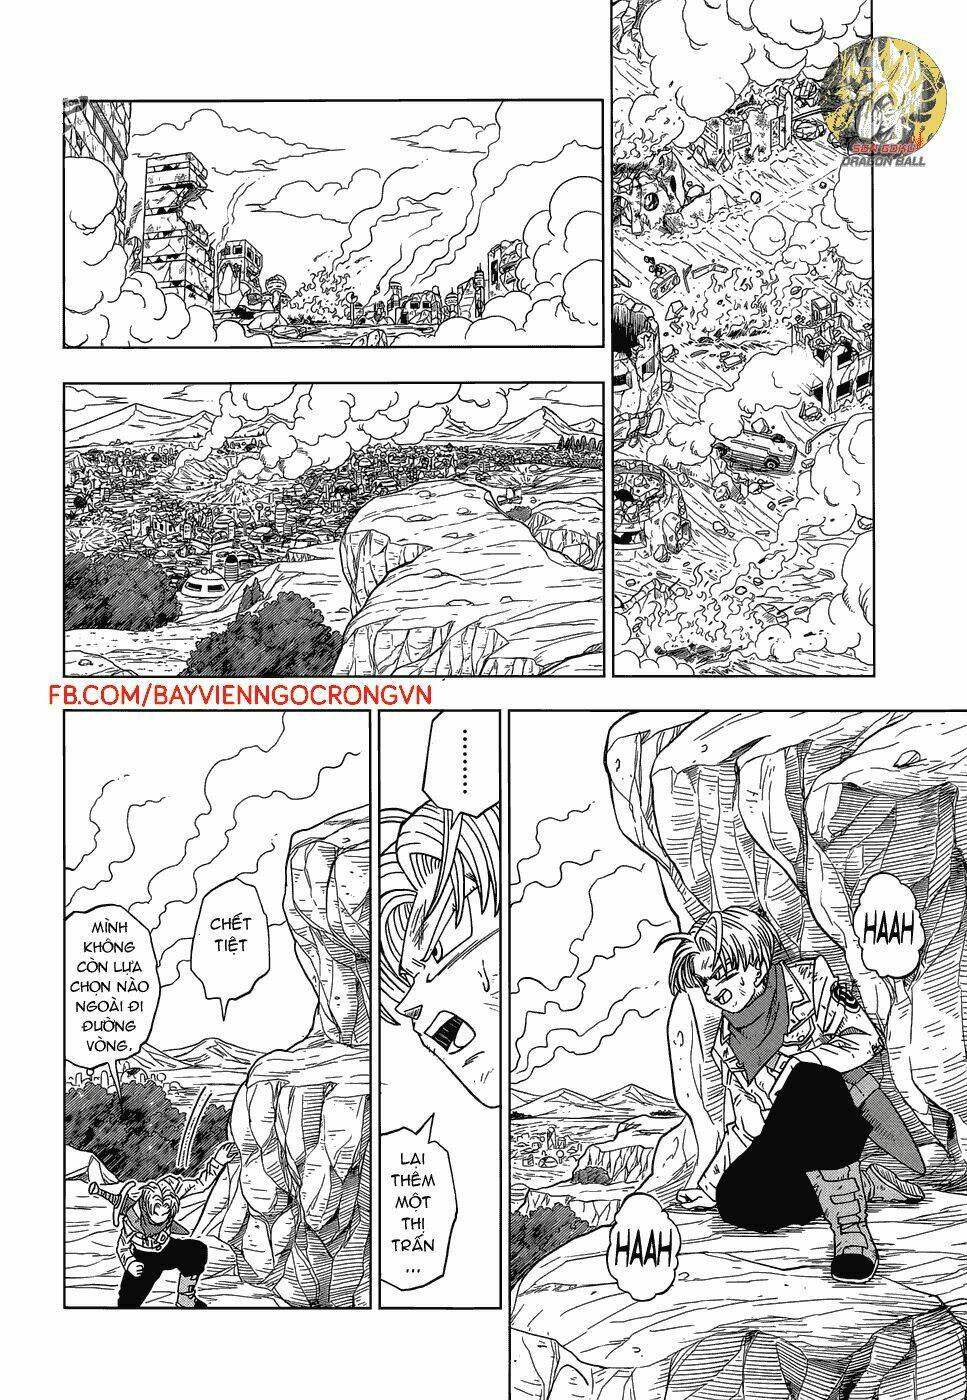 SON GOKU
DRAGON BALL
FB.COM/BAYVIENNGOCRONGVN
HAAH
HAAH
..........
LẠI
THÊM
MỘT
THỊ
TRẤN
...
CHẾT
TIỆT
MÌNH
KHÔNG
CÒN LỰA
CHỌN NÀO
NGOÀI ĐI
ĐƯỜNG
VÒNG.